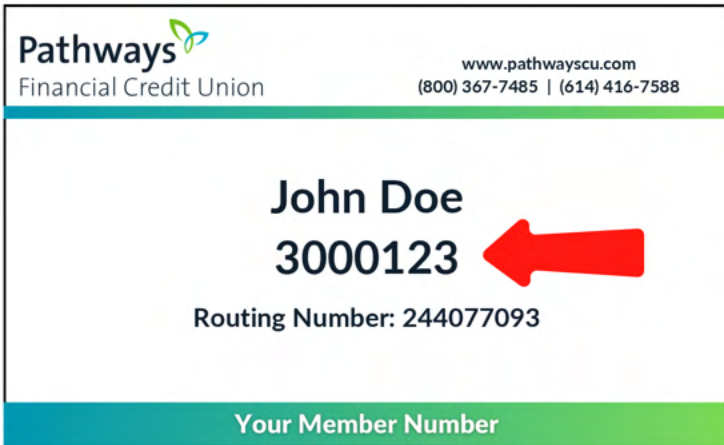 Pathways
Financial Credit Union
www.pathwayscu.com
(800) 367-7485 | (614) 416-7588
John Doe
3000123
Routing Number: 244077093
Your Member Number